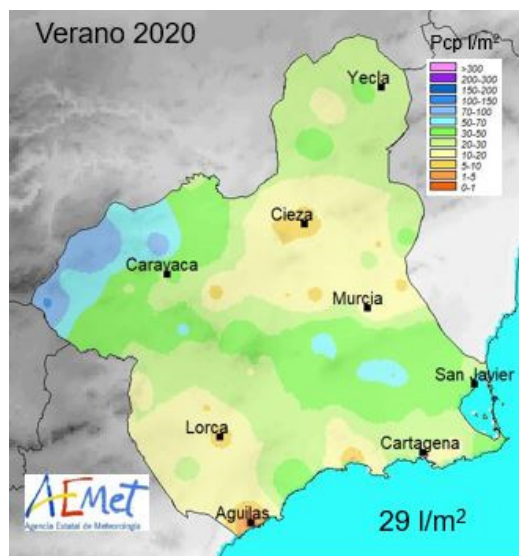 Verano 2020
Pcp l/m²
>300
200-300
150-200
100-150
70-100
50-70
30-50
20-30
10-20
5-10
1-5
0-1
Yecla
Cieza
Caravaca
Murcia
San Javier
Lorca
Cartagena
Aguilas
29 l/m²
AEMet
Agencia Estatal de Meteorología